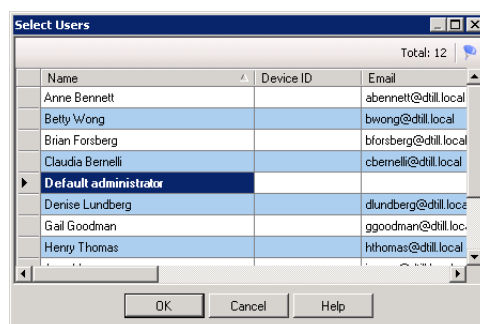 Select Users
Total: 12
Name Device ID Email
Anne Bennett abennett@dtill.local
Betty Wong bwong@dtill.local
Brian Forsberg bforsberg@dtill.local
Claudia Bernelli cbernelli@dtill.local
Default administrator
Denise Lundberg dlundberg@dtill.loca
Gail Goodman ggoodman@dtill.loc
Henry Thomas hthomas@dtill.local
OK Cancel Help